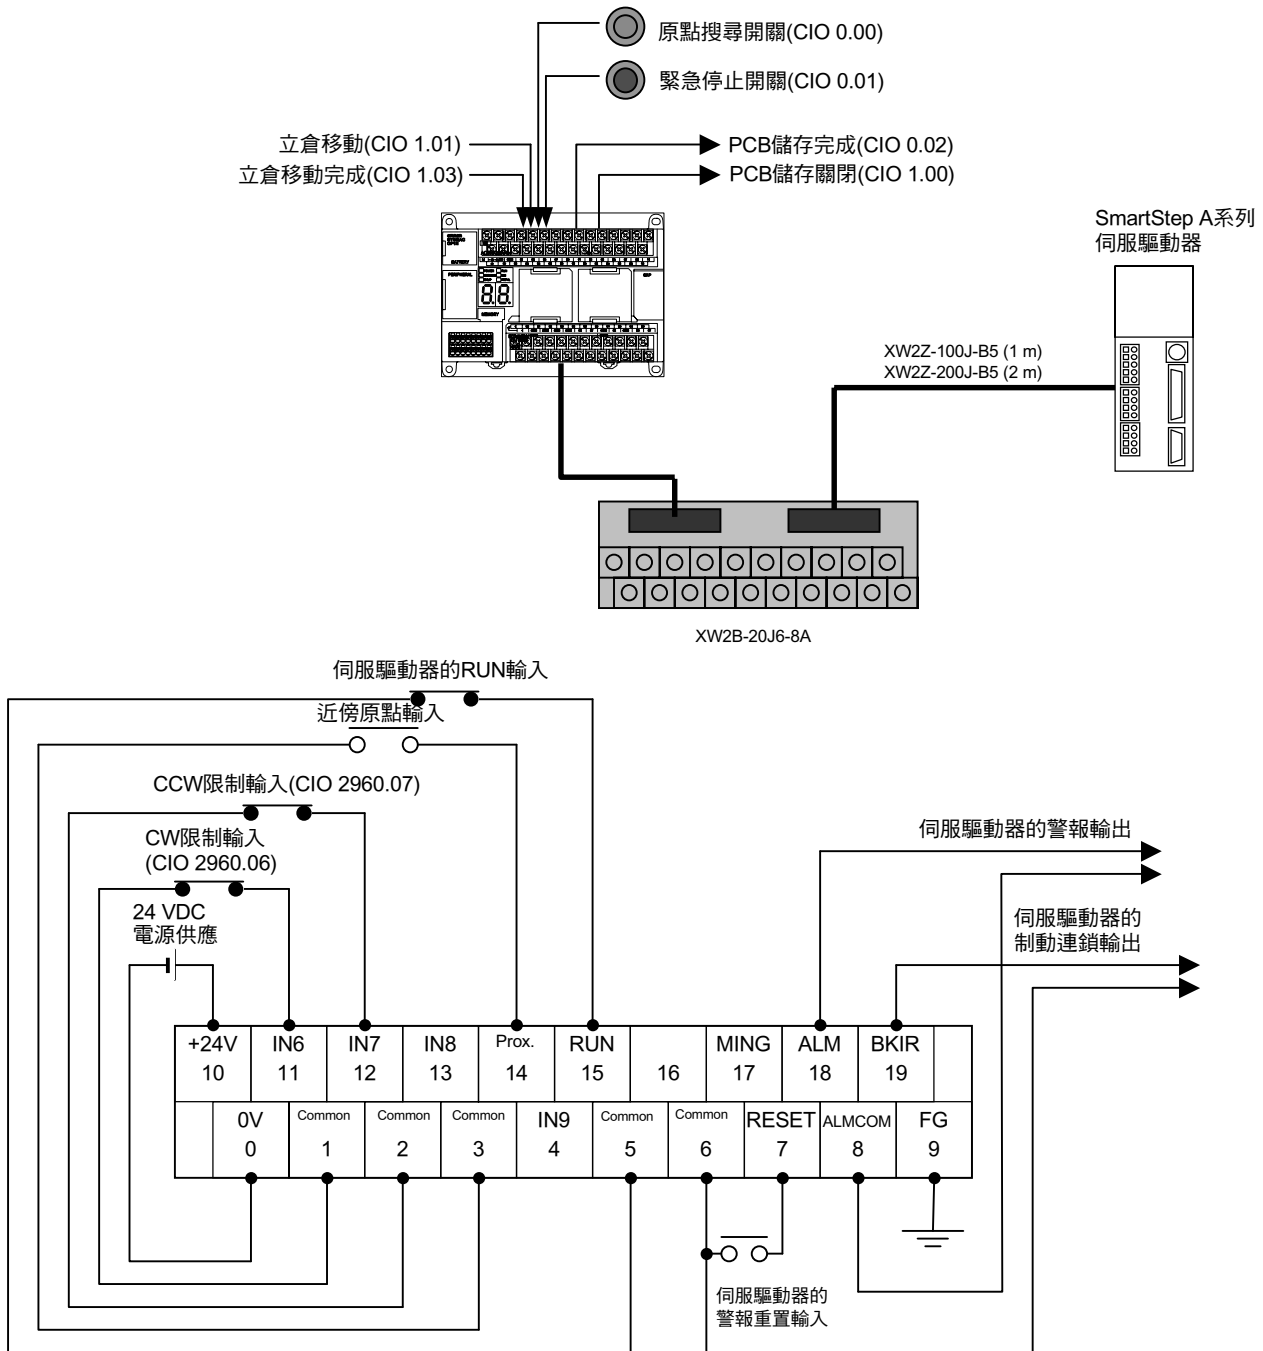 原點搜尋開關(CIO 0.00)
緊急停止開關(CIO 0.01)
立倉移動(CIO 1.01)
PCB儲存完成(CIO 0.02)
立倉移動完成(CIO 1.03)
PCB儲存關閉(CIO 1.00)
SmartStep A系列
伺服驅動器
BATTERY
PERIPHERAL
EXP
MEMORY
XW2Z-100J-B5 (1 m)
XW2Z-200J-B5 (2 m)
XW2B-20J6-8A
伺服驅動器的RUN輸入
近傍原點輸入
CCW限制輸入(CIO 2960.07)
CW限制輸入
(CIO 2960.06)
24 VDC
電源供應
伺服驅動器的警報輸出
伺服驅動器的
制動連鎖輸出
+24V IN6 IN7 IN8 Prox. RUN MING ALM BKIR
10 11 12 13 14 15 16 17 18 19
0V Common Common Common IN9 Common Common RESET ALMCOM FG
0 1 2 3 4 5 6 7 8 9
伺服驅動器的
警報重置輸入